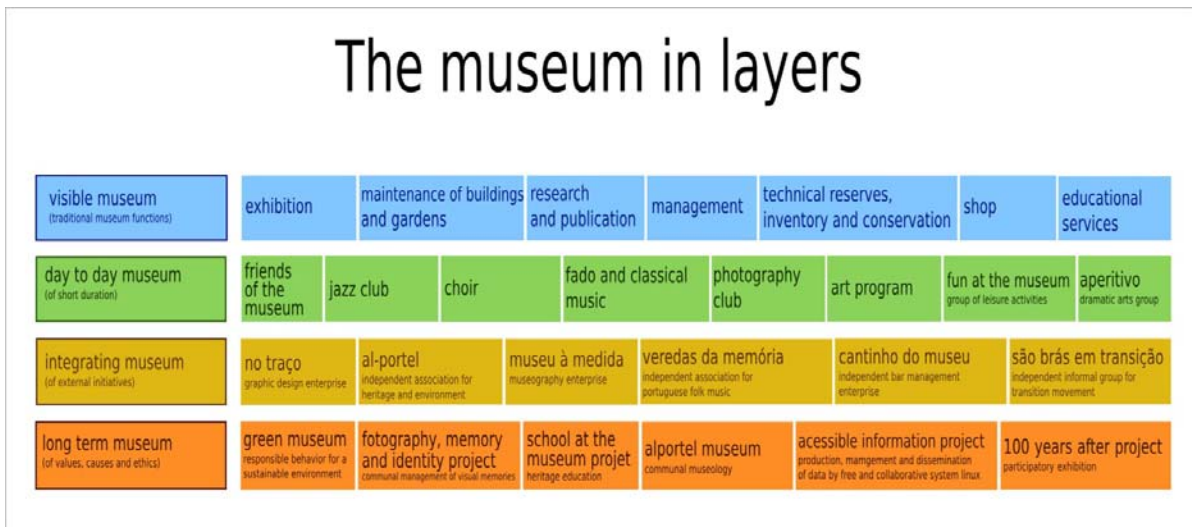 The museum in layers
visible museum
(traditional museum functions)
exhibition
maintenance of buildings
and gardens
research
and publication
management
technical reserves,
inventory and conservation
shop
educational
services
day to day museum
(of short duration)
friends
of the
museum
jazz club
choir
fado and classical
music
photography
club
art program
fun at the museum
group of leisure activities
aperitivo
dramatic arts group
integrating museum
(of external initiatives)
no traço
graphic design enterprise
al-portel
independent association for
heritage and environment
museu à medida
museography enterprise
veredas da memória
independent association for
portuguese folk music
cantinho do museu
independent bar management
enterprise
são brás em transição
independent informal group for
transition movement
long term museum
(of values, causes and ethics)
green museum
responsible behavior for a
sustainable environment
fotography, memory
and identity project
communal management of visual memories
school at the
museum projet
heritage education
alportel museum
communal museology
acessible information project
production, mamgement and dissemination
of data by free and collaborative system linux
100 years after project
participatory exhibition